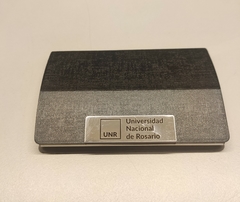 UNR
Universidad
Nacional
de Rosario